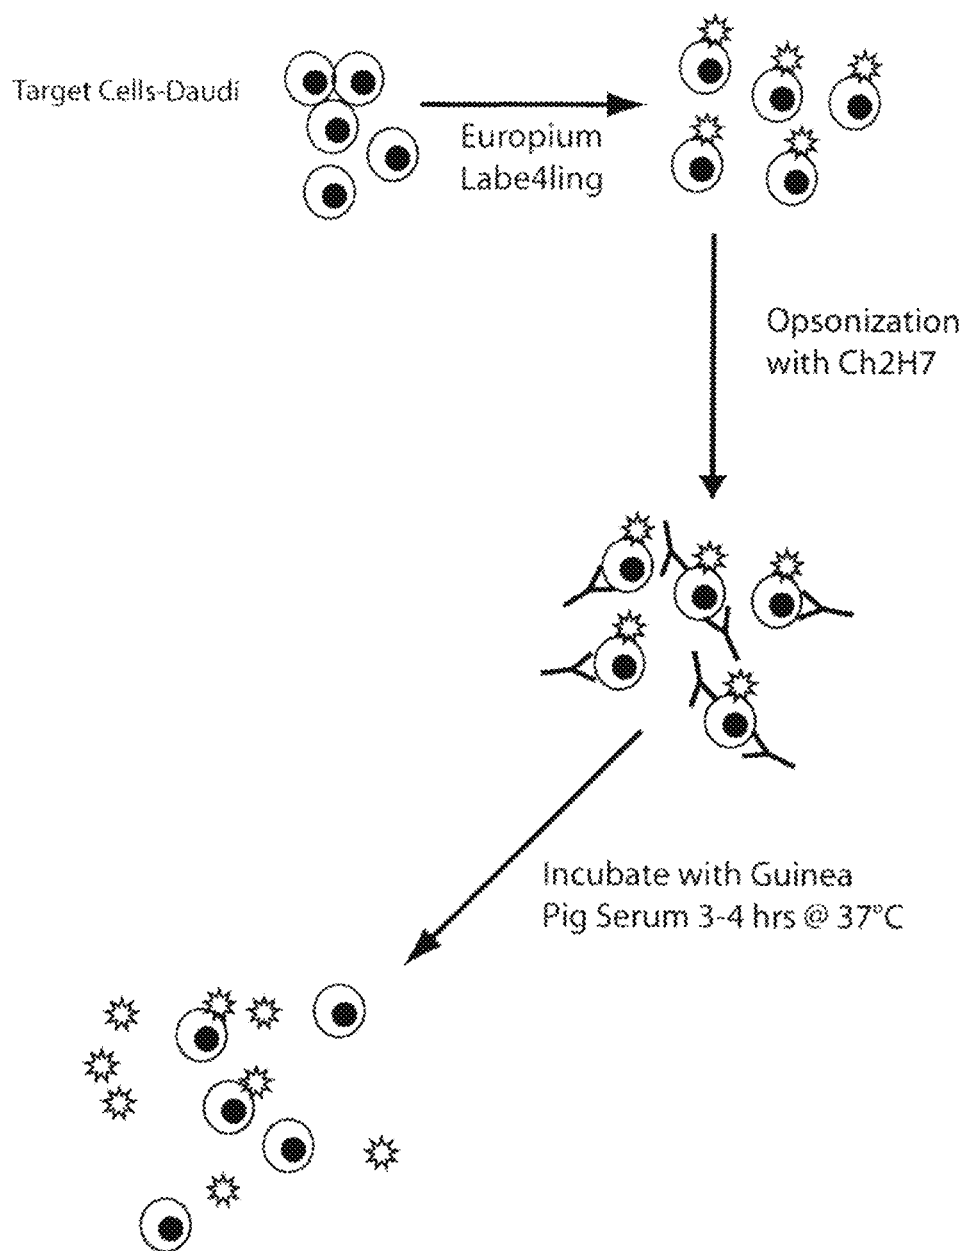 Target Cells-Daudi
Europium
Labe4ling
Opsonization
with Ch2H7
Incubate with Guinea
Pig Serum 3-4 hrs @ 37°C